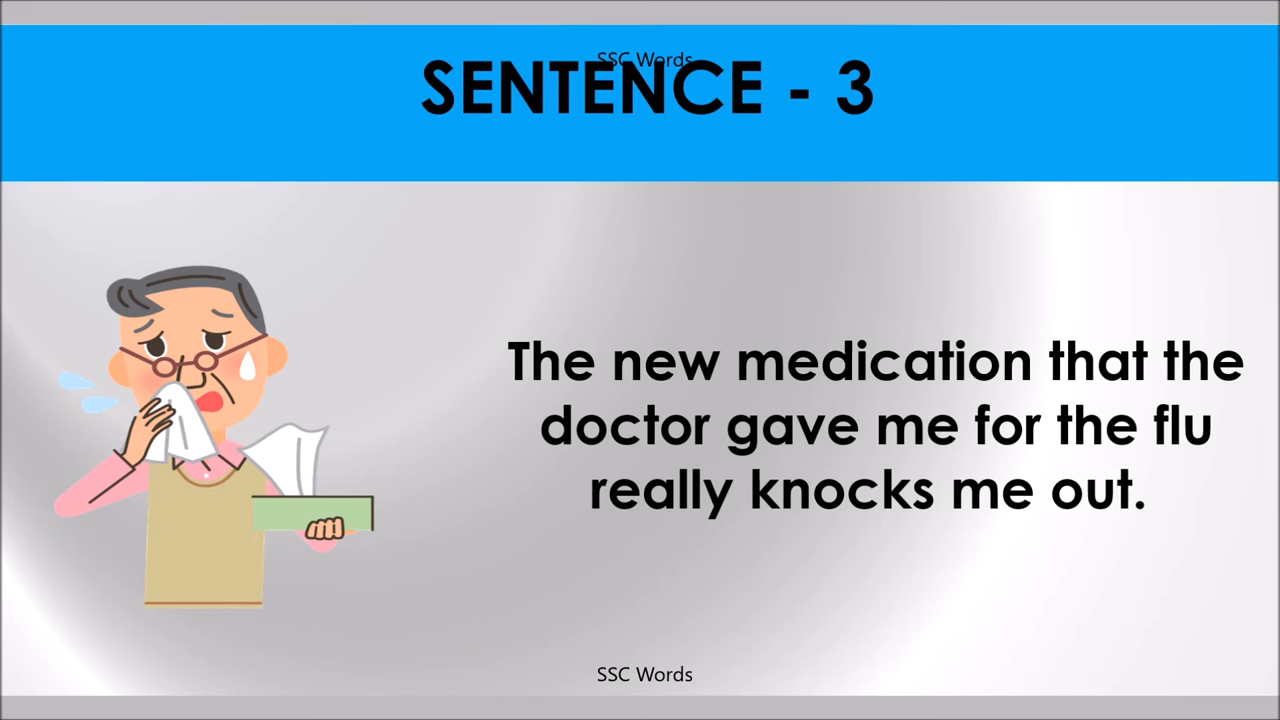 SSC Words
SENTENCE - 3
The new medication that the
doctor gave me for the flu
really knocks me out.
SSC Words